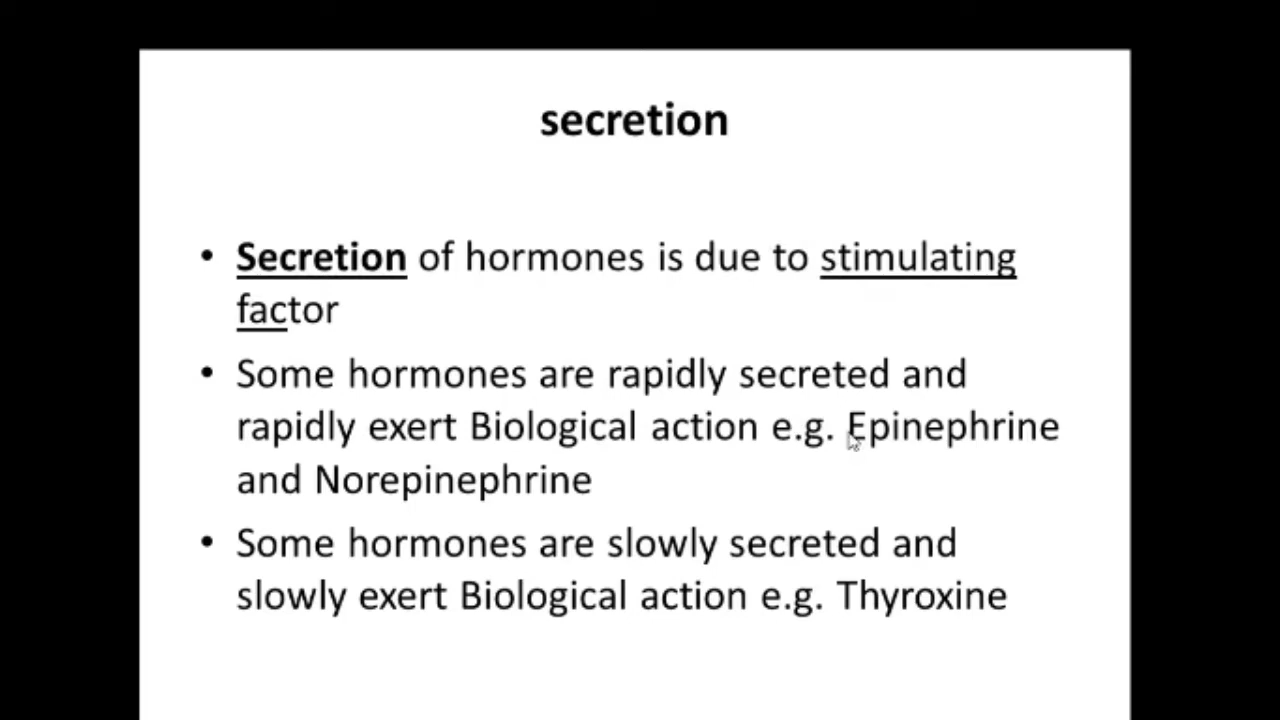 secretion
• Secretion of hormones is due to stimulating
factor
• Some hormones are rapidly secreted and
rapidly exert Biological action e.g. Epinephrine
and Norepinephrine
• Some hormones are slowly secreted and
slowly exert Biological action e.g. Thyroxine